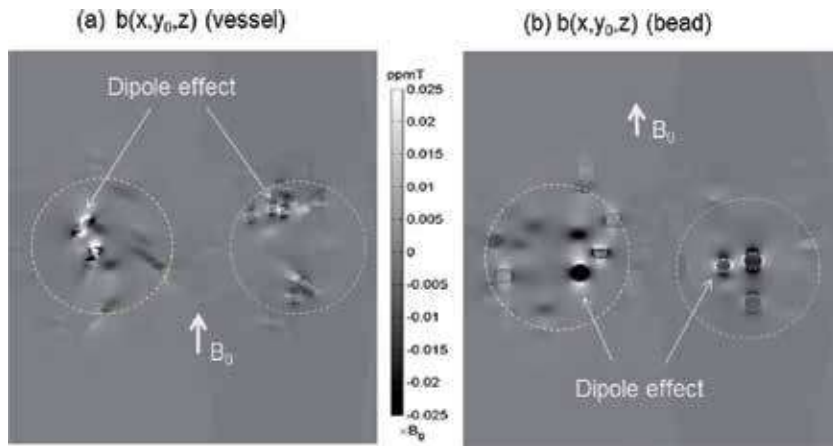 (a) b(x,y₀,z) (vessel)
(b) b(x,y₀,z) (bead)
Dipole effect
B₀
ppmT
0.025
0.02
0.015
0.01
0.005
0
-0.005
-0.01
-0.015
-0.02
-0.025
×B₀
B₀
Dipole effect